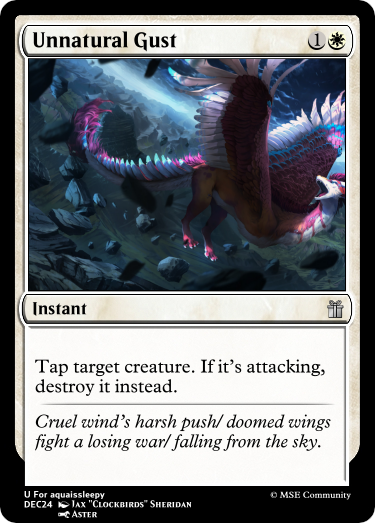 Unnatural Gust 1
Instant
Tap target creature. If it's attacking,
destroy it instead.
Cruel wind's harsh push/ doomed wings
fight a losing war/ falling from the sky.
U For aquaissleepy
DEC24 Jax "Clockbirds" Sheridan © MSE Community
Aster